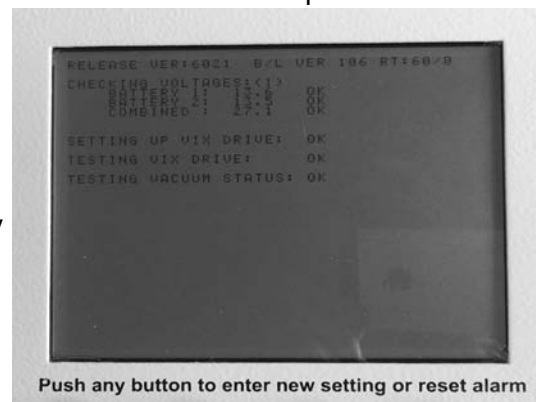 RELEASE VER:6021 B/L VER 106 RT:60/0
CHECKING VOLTAGES:(1)
BATTERY 1: 13.6 OK
BATTERY 2: 13.5 OK
COMBINED : 27.1 OK
SETTING UP VIX DRIVE: OK
TESTING VIX DRIVE: OK
TESTING VACUUM STATUS: OK
Push any button to enter new setting or reset alarm